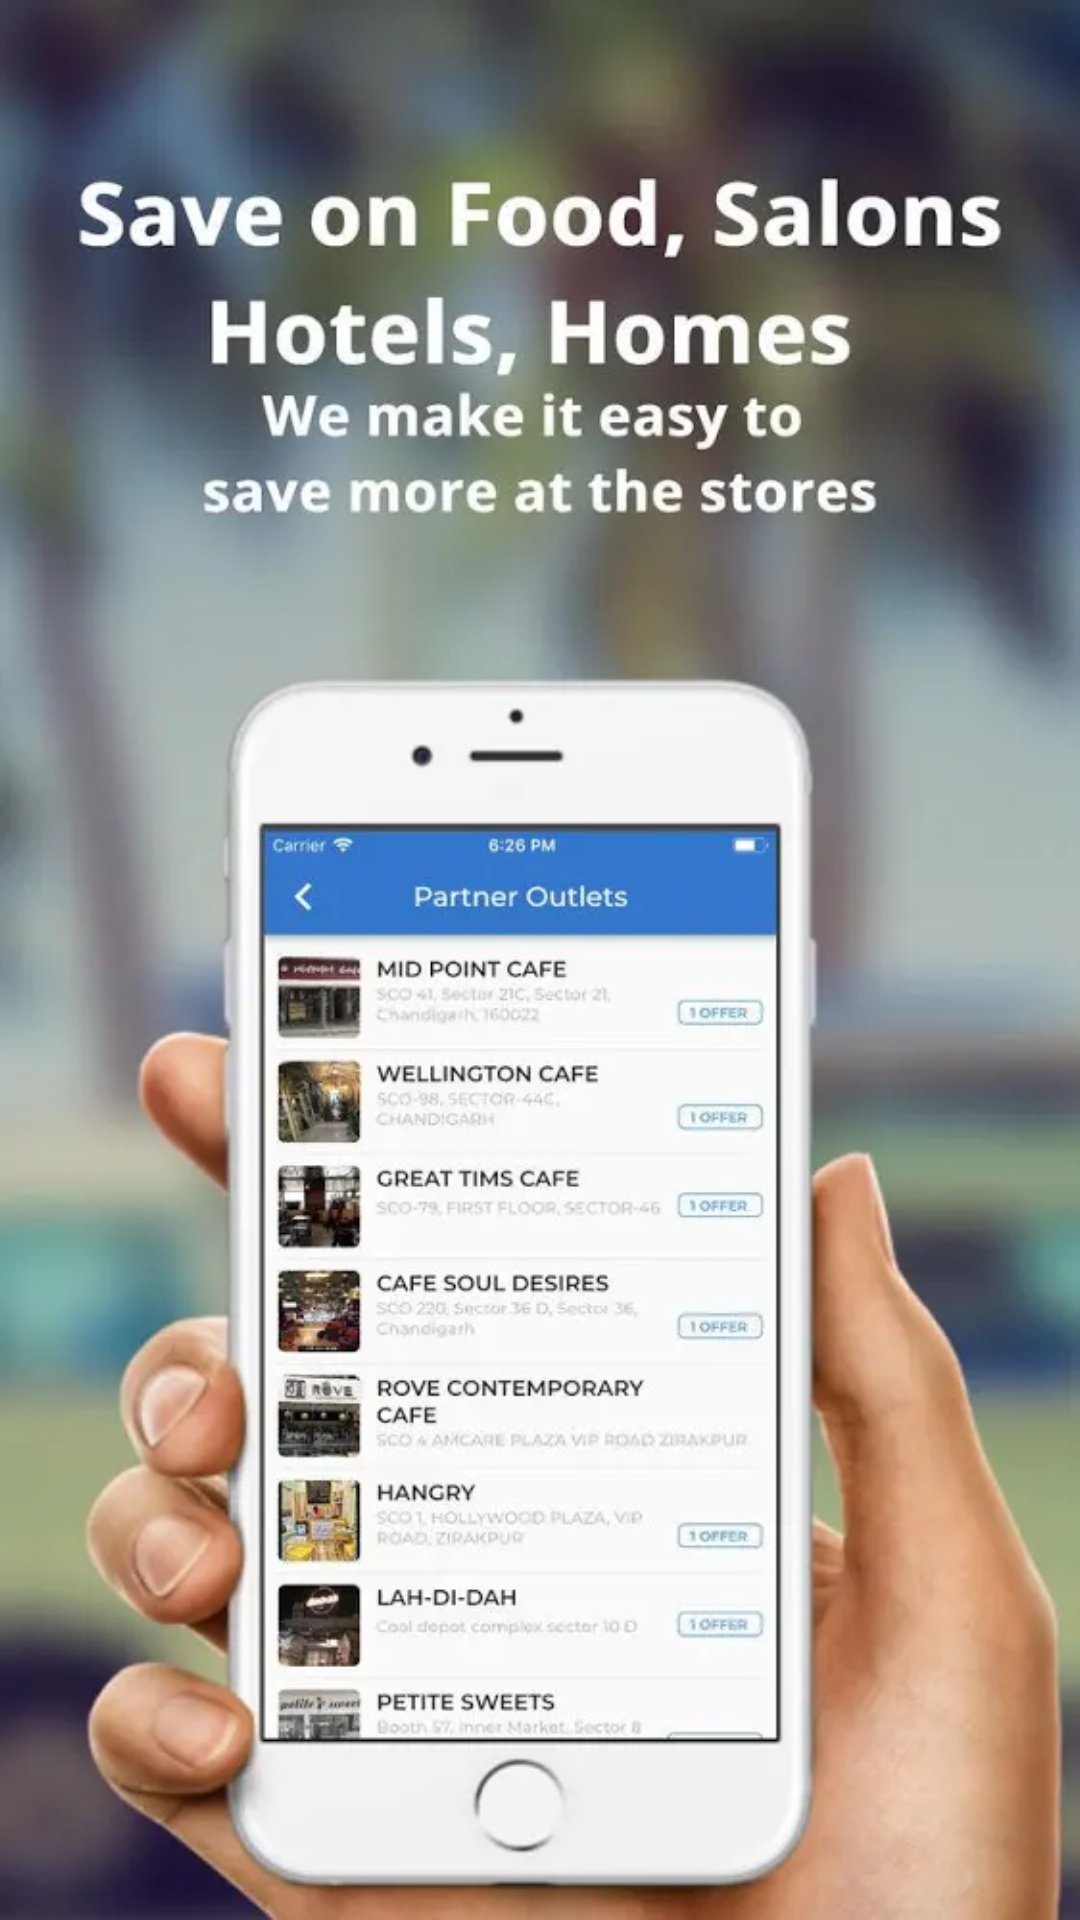 Save on Food, Salons
Hotels, Homes
We make it easy to
save more at the stores
Carrier 6:26 PM
Partner Outlets
MID POINT CAFE
SCO 41, Sector 21C, Sector 21,
Chandigarh, 160022
1 OFFER
WELLINGTON CAFE
SCO-98, SECTOR-44C,
CHANDIGARH
1 OFFER
GREAT TIMS CAFE
SCO-79, FIRST FLOOR, SECTOR-46
1 OFFER
CAFE SOUL DESIRES
SCO 220, Sector 36 D, Sector 36,
Chandigarh
1 OFFER
ROVE
ROVE CONTEMPORARY
CAFE
SCO 4 AMCARE PLAZA VIP ROAD ZIRAKPUR
HANGRY
SCO 1, HOLLYWOOD PLAZA, VIP
ROAD, ZIRAKPUR
1 OFFER
LAH-DI-DAH
Coal depot complex sector 10 D
1 OFFER
PETITE SWEETS
Booth 57, Inner Market, Sector 8